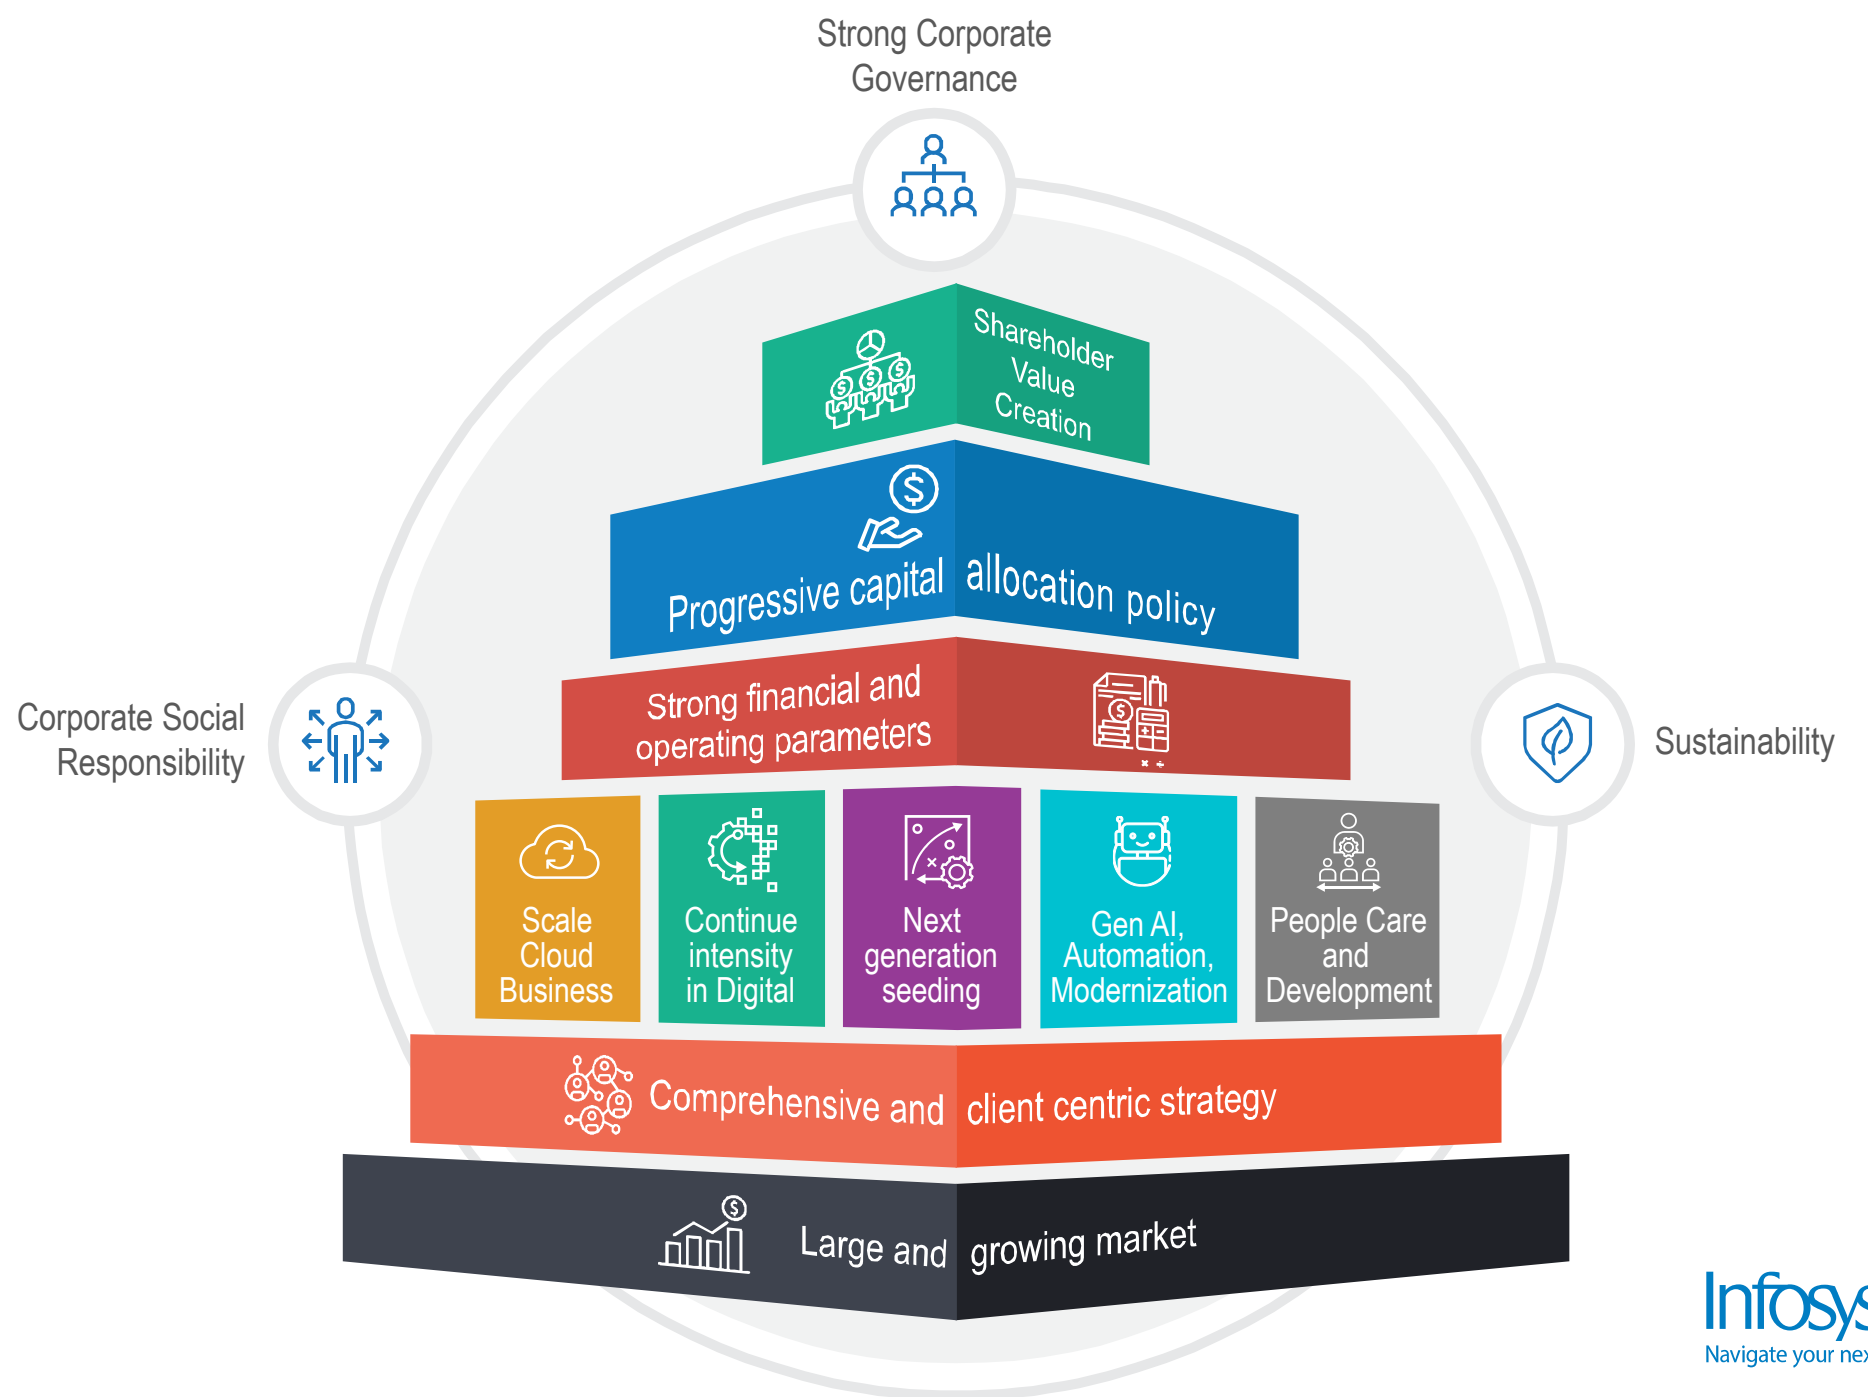 Strong Corporate
Governance
Shareholder
Value
Creation
Progressive capital allocation policy
Strong financial and
operating parameters
Corporate Social
Responsibility
Sustainability
Scale
Cloud
Business
Continue
intensity
in Digital
Next
generation
seeding
Gen AI,
Automation,
Modernization
People Care
and
Development
Comprehensive and client centric strategy
Large and growing market
Infosys
Navigate your nex